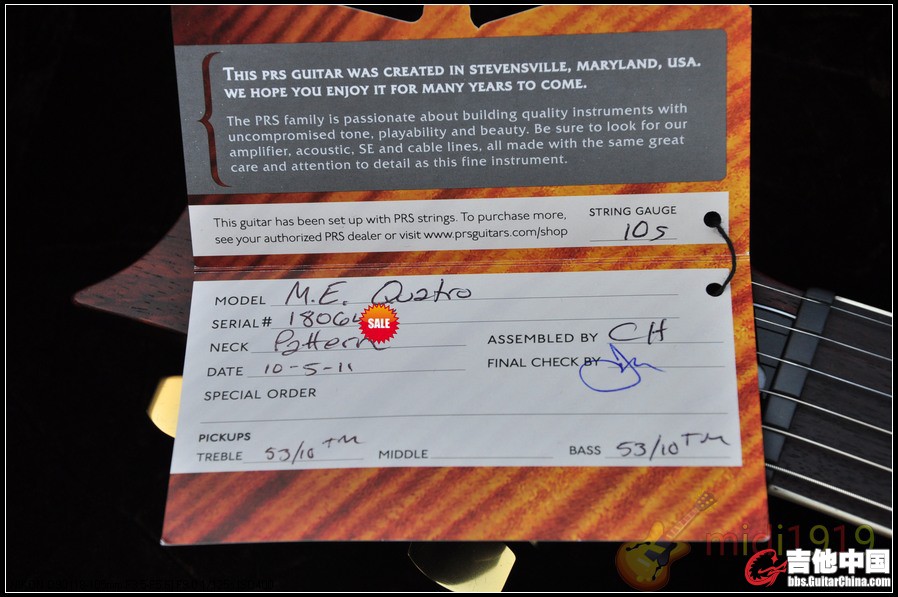 THIS PRS GUITAR WAS CREATED IN STEVENSVILLE, MARYLAND, USA.
WE HOPE YOU ENJOY IT FOR MANY YEARS TO COME.
The PRS family is passionate about building quality instruments with
uncompromised tone, playability and beauty. Be sure to look for our
amplifier, acoustic, SE and cable lines, all made with the same great
care and attention to detail as this fine instrument.
This guitar has been set up with PRS strings. To purchase more,
see your authorized PRS dealer or visit www.prsguitars.com/shop
STRING GAUGE
10s
MODEL M.E. Quatro
SERIAL# 1806
SALE
NECK Pattern
ASSEMBLED BY CH
DATE 10-5-11
FINAL CHECK BY
SPECIAL ORDER
PICKUPS
TREBLE 53/10 TM MIDDLE BASS 53/10 TM
midi1919
吉他中国
bbs.GuitarChina.com